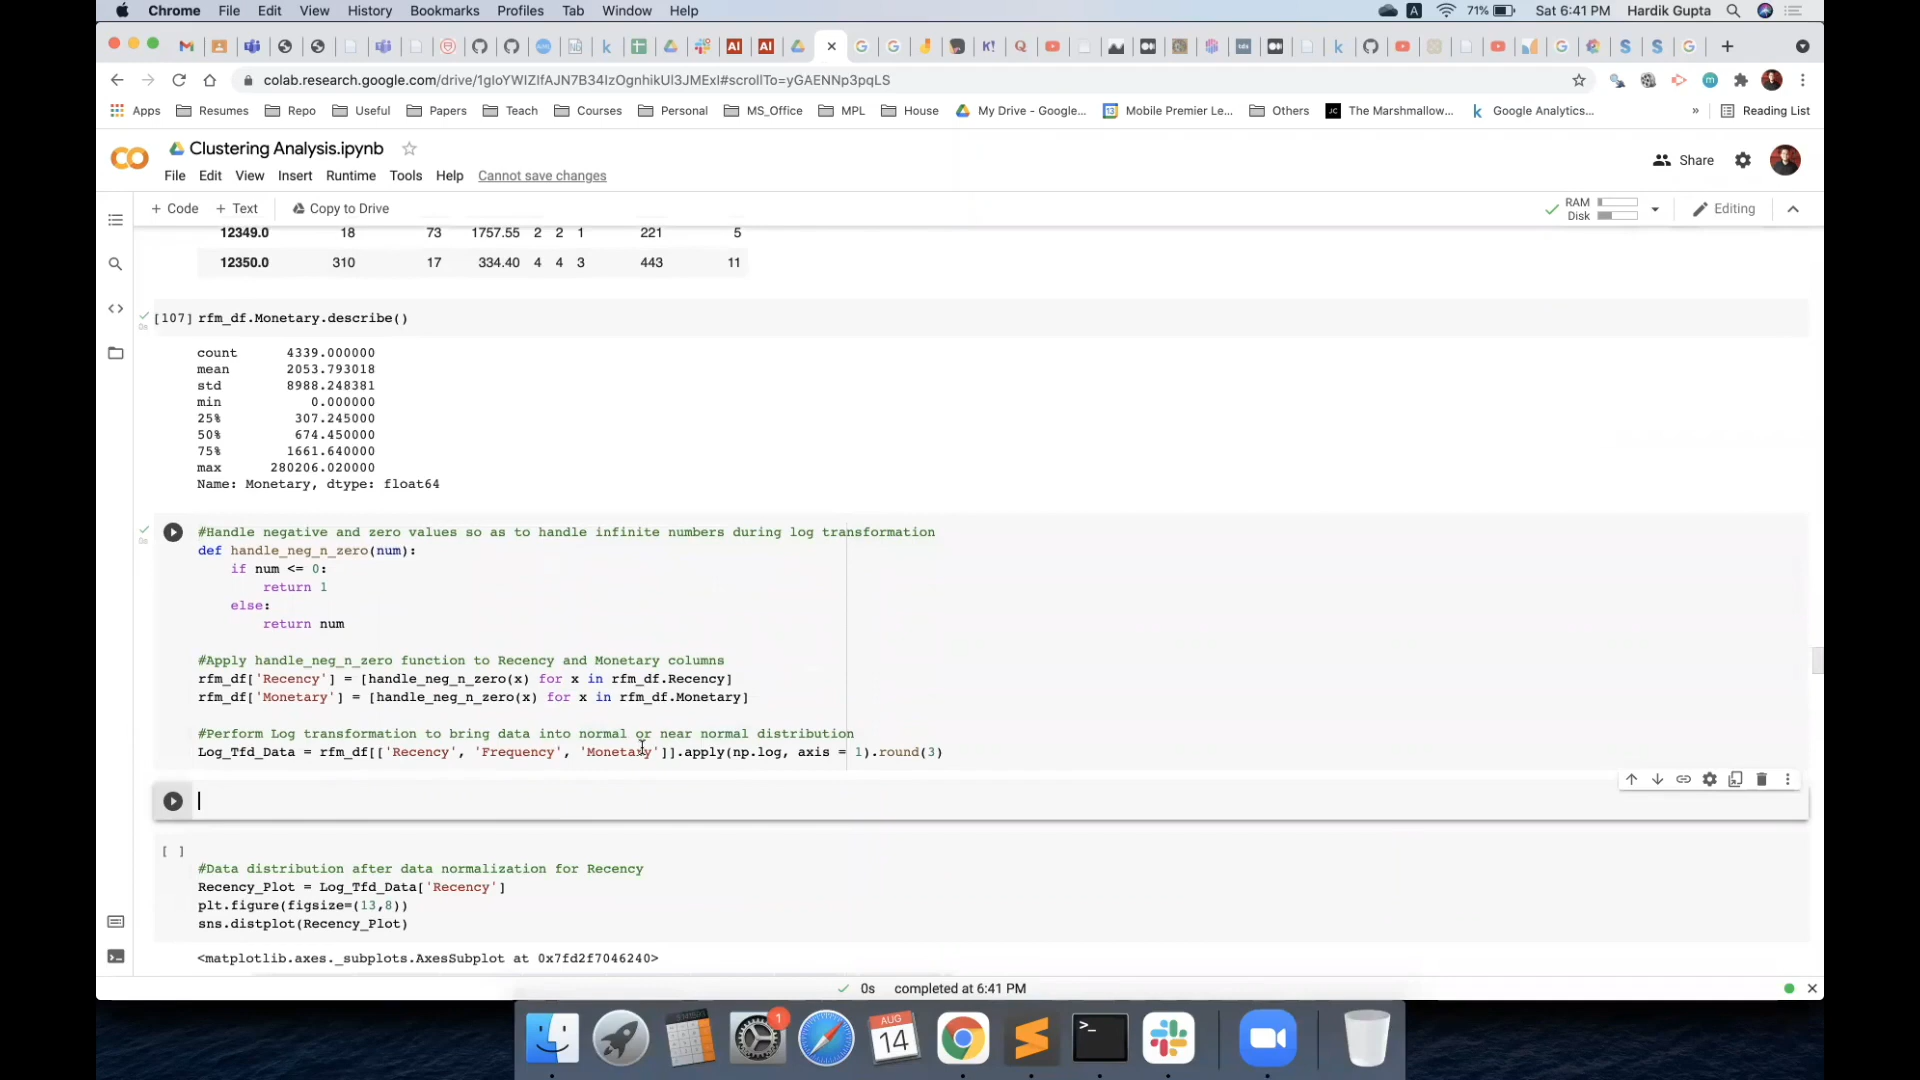 Chrome File Edit View History Bookmarks Profiles Tab Window Help A 71% Sat 6:41 PM Hardik Gupta
colab.research.google.com/drive/1gIoYWIZIfAJN7B34IzOgnhikUl3JMExI#scrollTo=yGAENNp3pqLS
Apps Resumes Repo Useful Papers Teach Courses Personal MS_Office MPL House My Drive - Google... Mobile Premier Le... Others The Marshmallow... Google Analytics... » Reading List
Clustering Analysis.ipynb
Share
File Edit View Insert Runtime Tools Help Cannot save changes
+ Code + Text Copy to Drive RAM Disk Editing
12349.0 18 73 1757.55 2 2 1 221 5
12350.0 310 17 334.40 4 4 3 443 11
[107] rfm_df.Monetary.describe()
0s
count 4339.000000
mean 2053.793018
std 8988.248381
min 0.000000
25% 307.245000
50% 674.450000
75% 1661.640000
max 280206.020000
Name: Monetary, dtype: float64
#Handle negative and zero values so as to handle infinite numbers during log transformation
0s
def handle_neg_n_zero(num):
if num <= 0:
return 1
else:
return num
#Apply handle_neg_n_zero function to Recency and Monetary columns
rfm_df['Recency'] = [handle_neg_n_zero(x) for x in rfm_df.Recency]
rfm_df['Monetary'] = [handle_neg_n_zero(x) for x in rfm_df.Monetary]
#Perform Log transformation to bring data into normal or near normal distribution
Log_Tfd_Data = rfm_df[['Recency', 'Frequency', 'Monetary']].apply(np.log, axis = 1).round(3)
[ ]
#Data distribution after data normalization for Recency
Recency_Plot = Log_Tfd_Data['Recency']
plt.figure(figsize=(13,8))
sns.distplot(Recency_Plot)
<matplotlib.axes._subplots.AxesSubplot at 0x7fd2f7046240>
0s completed at 6:41 PM
1
AUG
14